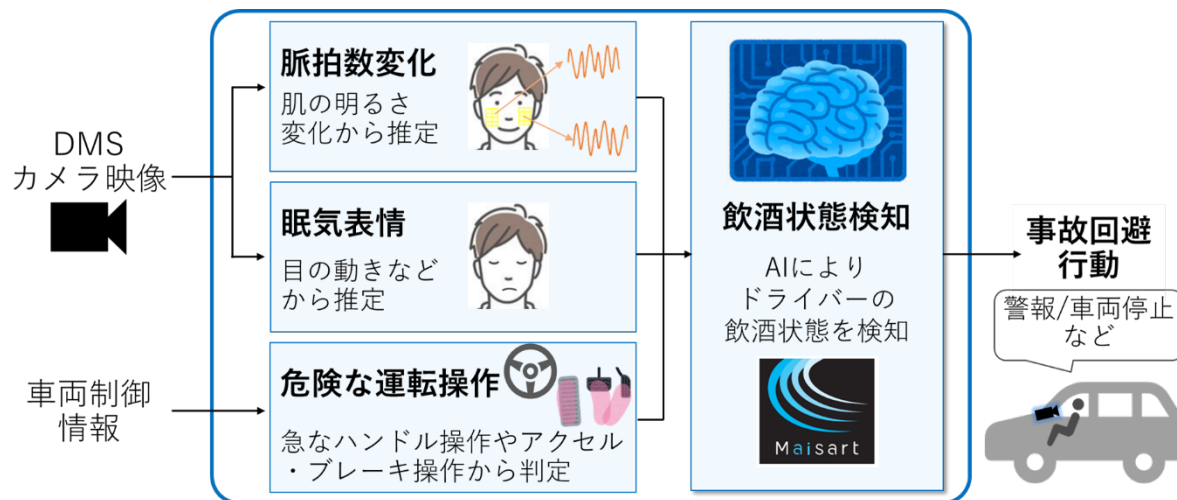 DMS
カメラ映像
車両制御
情報
脈拍数変化
肌の明るさ
変化から推定
眠気表情
目の動きなど
から推定
危険な運転操作
急なハンドル操作やアクセル
・ブレーキ操作から判定
飲酒状態検知
AIにより
ドライバーの
飲酒状態を検知
Maisart
事故回避
行動
警報/車両停止
など